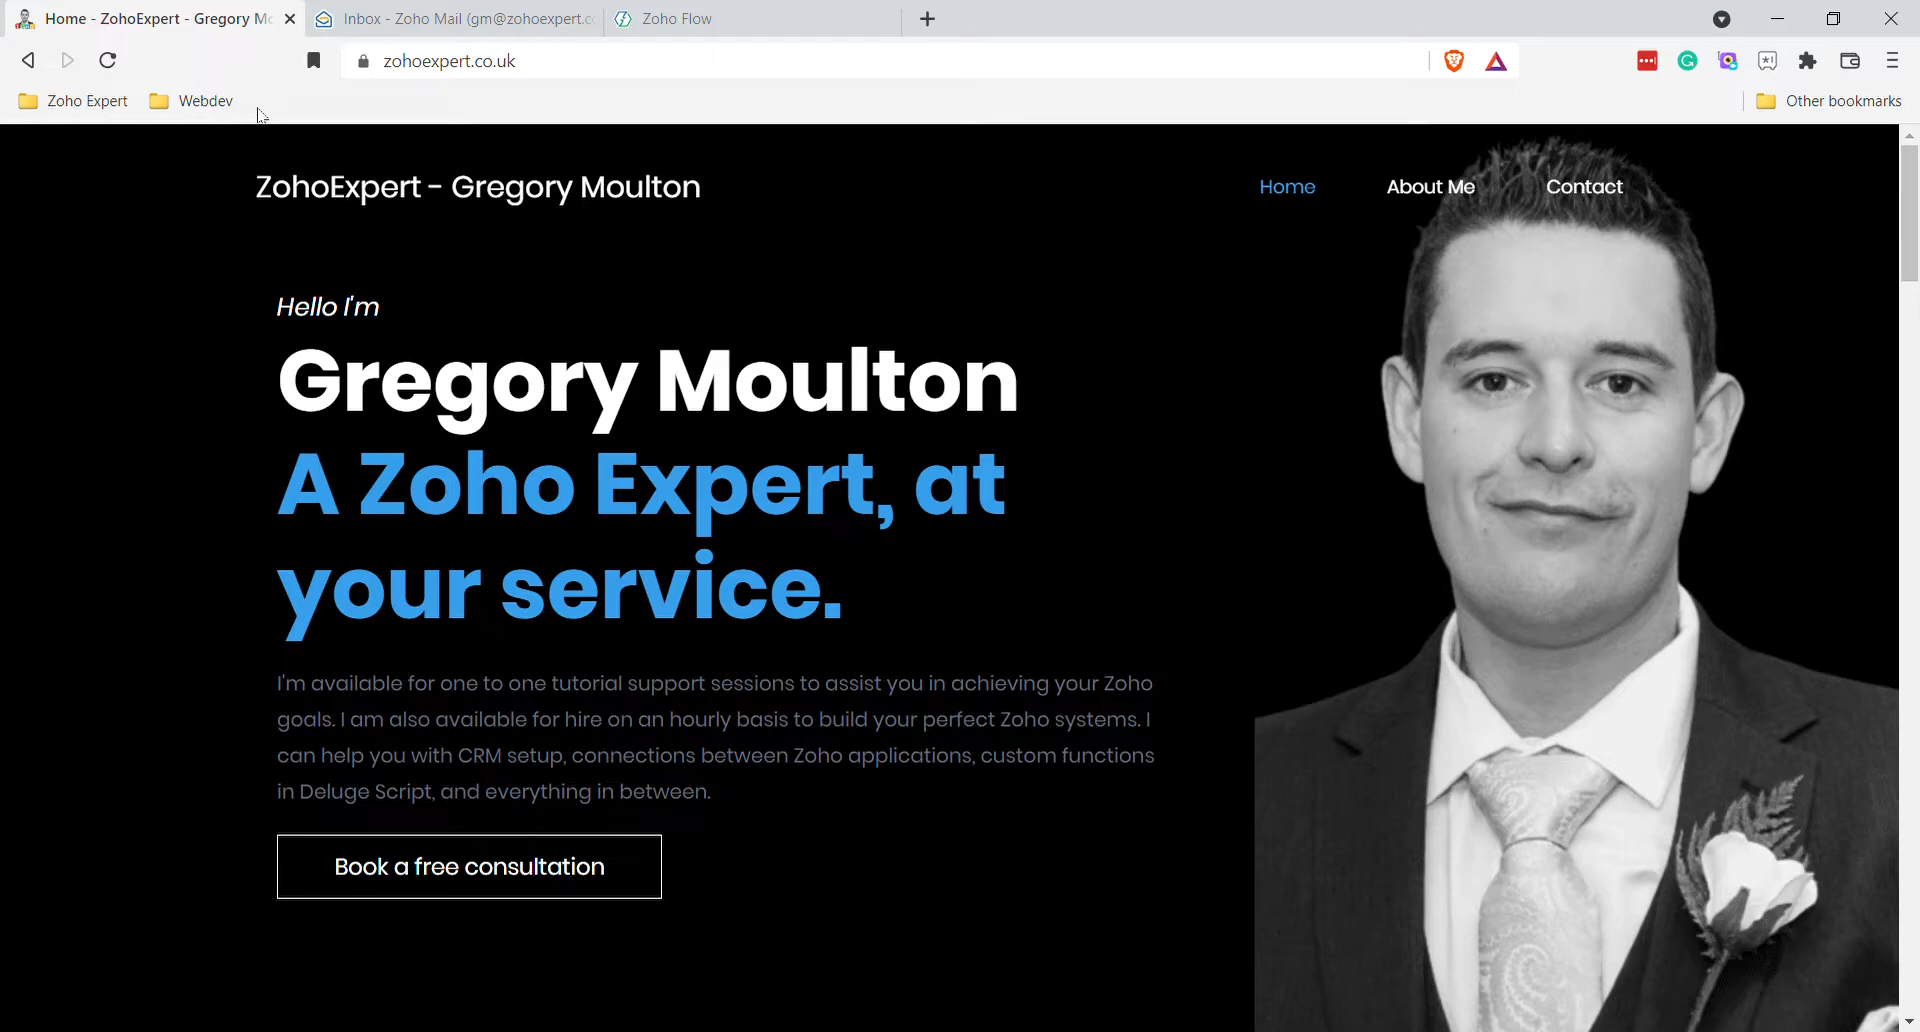 Home - ZohoExpert - Gregory Mo
Inbox - Zoho Mail (gm@zohoexpert.co
Zoho Flow
zohoexpert.co.uk
Zoho Expert
Webdev
Other bookmarks
ZohoExpert - Gregory Moulton
Home
About Me
Contact
Hello I'm
Gregory Moulton
A Zoho Expert, at
your service.
I'm available for one to one tutorial support sessions to assist you in achieving your Zoho
goals. I am also available for hire on an hourly basis to build your perfect Zoho systems. I
can help you with CRM setup, connections between Zoho applications, custom functions
in Deluge Script, and everything in between.
Book a free consultation